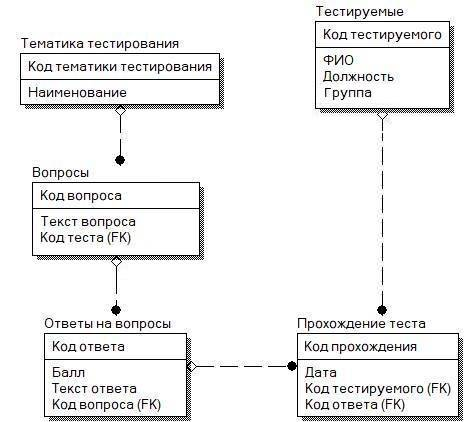 Тематика тестирования
Код тематики тестирования
Наименование
Тестируемые
Код тестируемого
ФИО
Должность
Группа
Вопросы
Код вопроса
Текст вопроса
Код теста (FK)
Ответы на вопросы
Код ответа
Балл
Текст ответа
Код вопроса (FK)
Прохождение теста
Код прохождения
Дата
Код тестируемого (FK)
Код ответа (FK)